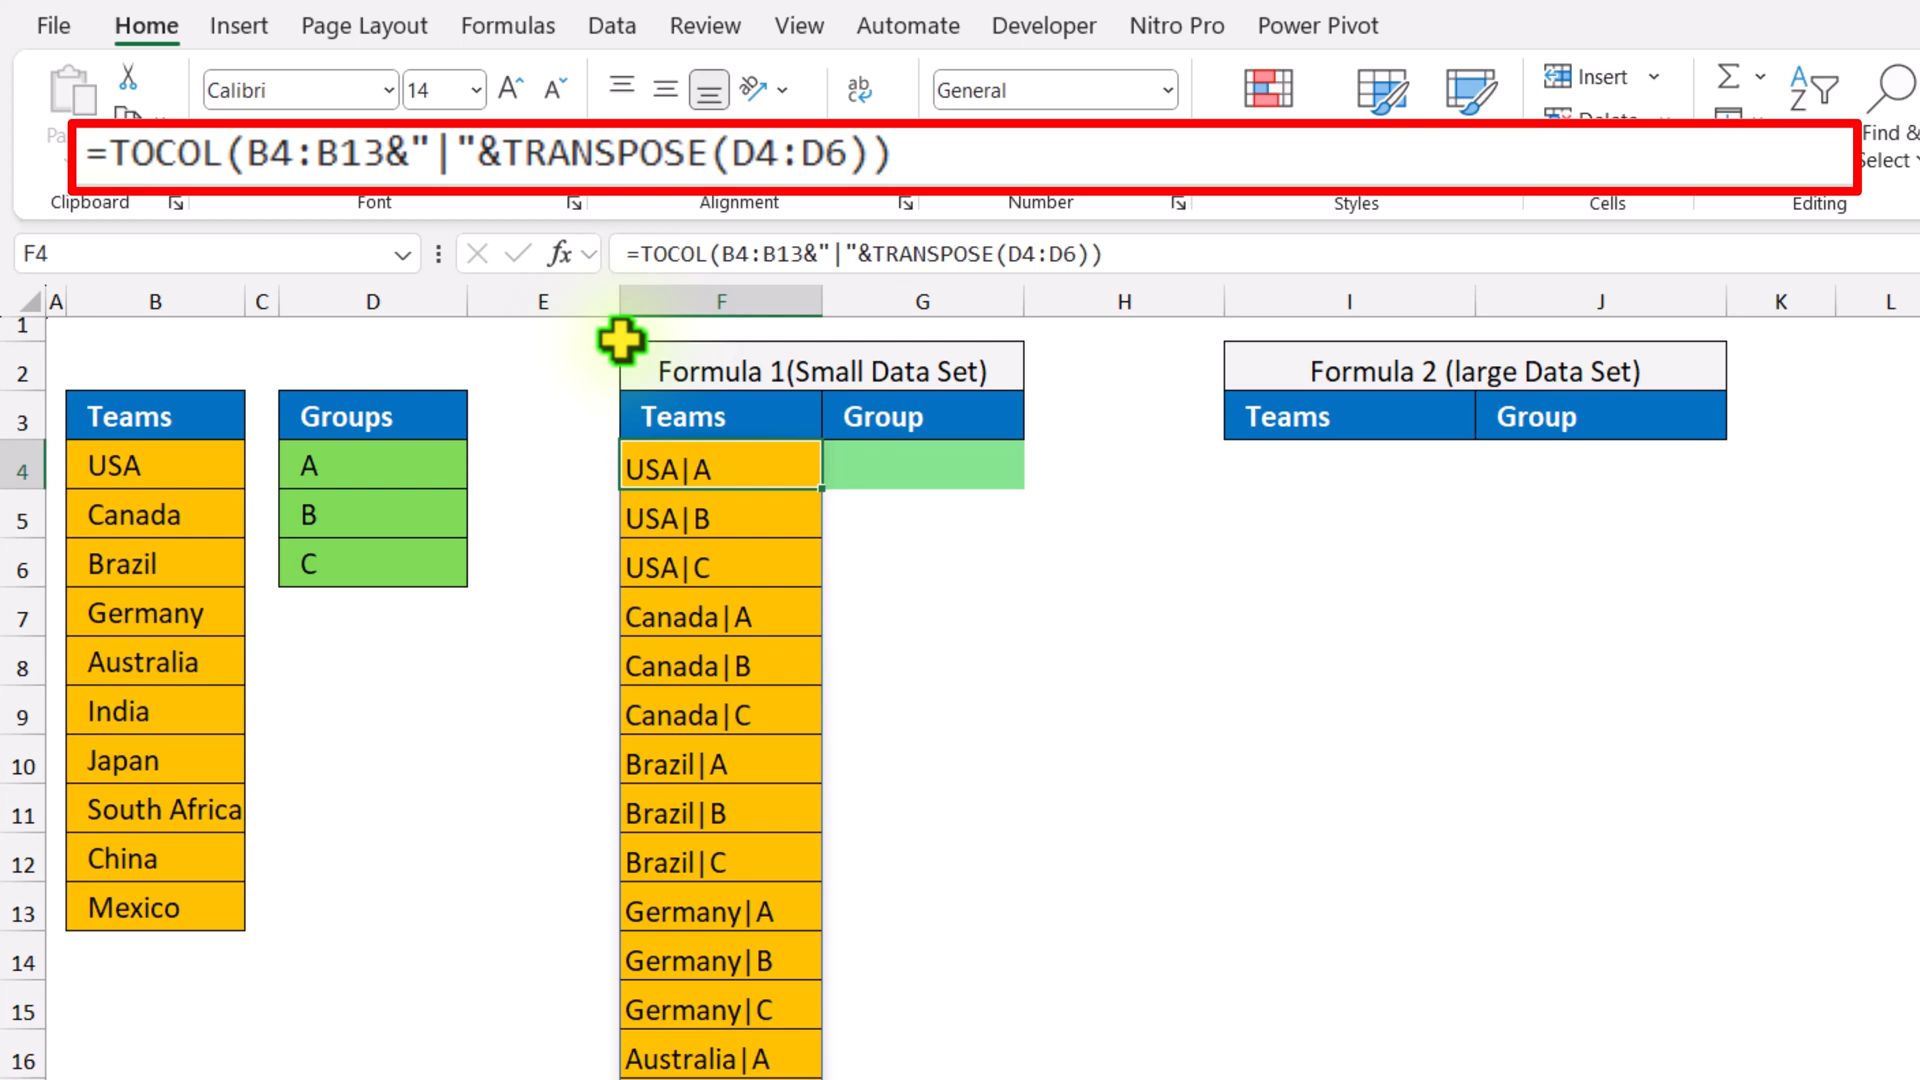 File Home Insert Page Layout Formulas Data Review View Automate Developer Nitro Pro Power Pivot
Calibri 14 General Insert
=TOCOL(B4:B13&"|"&TRANSPOSE(D4:D6))
Find &
Select
Clipboard Font Alignment Number Styles Cells Editing
F4 fx =TOCOL(B4:B13&"|"&TRANSPOSE(D4:D6))
A B C D E F G H I J K L
1
2 Formula 1(Small Data Set) Formula 2 (large Data Set)
3 Teams Groups Teams Group Teams Group
4 USA A USA|A
5 Canada B USA|B
6 Brazil C USA|C
7 Germany Canada|A
8 Australia Canada|B
9 India Canada|C
10 Japan Brazil|A
11 South Africa Brazil|B
12 China Brazil|C
13 Mexico Germany|A
14 Germany|B
15 Germany|C
16 Australia|A